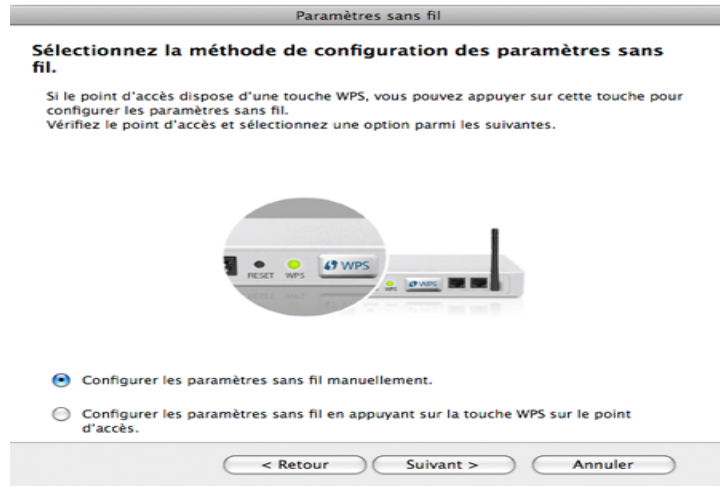 Paramètres sans fil
Sélectionnez la méthode de configuration des paramètres sans
fil.
Si le point d'accès dispose d'une touche WPS, vous pouvez appuyer sur cette touche pour
configurer les paramètres sans fil.
Vérifiez le point d'accès et sélectionnez une option parmi les suivantes.
RESET WPS WPS
WPS WPS
Configurer les paramètres sans fil manuellement.
Configurer les paramètres sans fil en appuyant sur la touche WPS sur le point
d'accès.
< Retour Suivant > Annuler